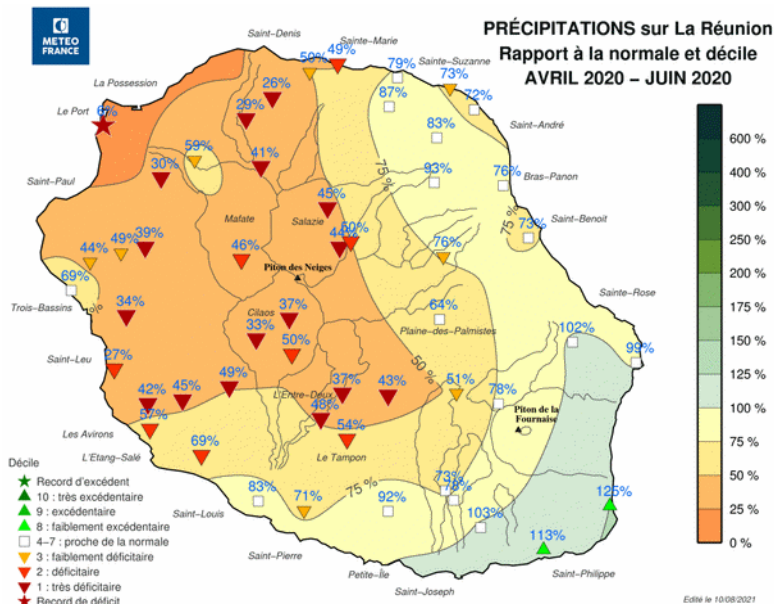 METEO
FRANCE
PRÉCIPITATIONS sur La Réunion
Rapport à la normale et décile
AVRIL 2020 – JUIN 2020
Saint-Denis
Sainte-Marie
Sainte-Suzanne
La Possession
Le Port
Saint-André
Saint-Paul
Bras-Panon
Mafate
Salazie
Saint-Benoit
Piton des Neiges
Trois-Bassins
Sainte-Rose
Cilaos
Plaine-des-Palmistes
Saint-Leu
L'Entre-Deux
Piton de la
Fournaise
Les Avirons
L'Etang-Salé
Le Tampon
Saint-Louis
Saint-Pierre
Petite-Île
Saint-Joseph
Saint-Philippe
50%
49%
79%
73%
72%
26%
29%
87%
83%
59%
41%
30%
93%
76%
45%
44%
50%
73%
39%
49%
44%
46%
76%
69%
34%
37%
33%
50%
64%
102%
99%
27%
42%
45%
49%
37%
43%
48%
51%
78%
57%
54%
69%
83%
71%
92%
73%
78%
103%
113%
125%
75 %
75 %
50 %
75 %
Décile
Record d'excédent
10 : très excédentaire
9 : excédentaire
8 : faiblement excédentaire
4–7 : proche de la normale
3 : faiblement déficitaire
2 : déficitaire
1 : très déficitaire
Record de déficit
600 %
400 %
300 %
250 %
200 %
175 %
150 %
125 %
100 %
75 %
50 %
25 %
0 %
Edité le 10/08/2021